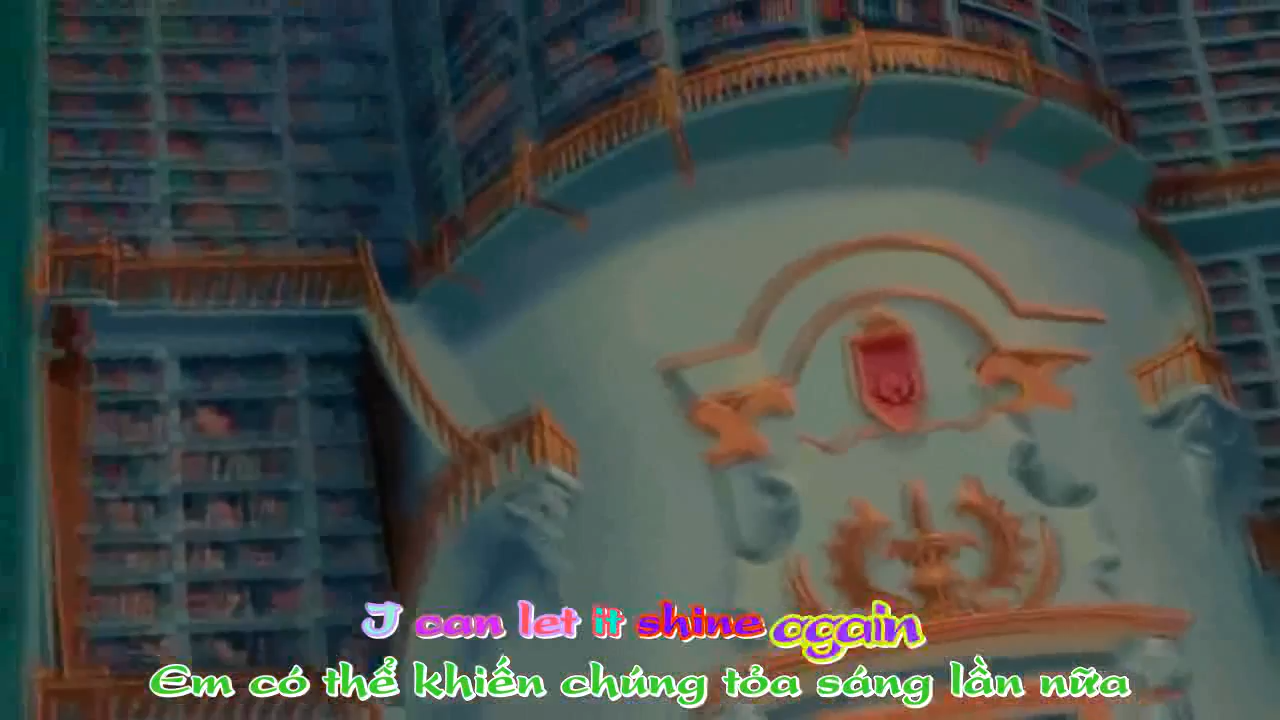 I can let it shine again
Em có thể khiến chúng tỏa sáng lần nữa